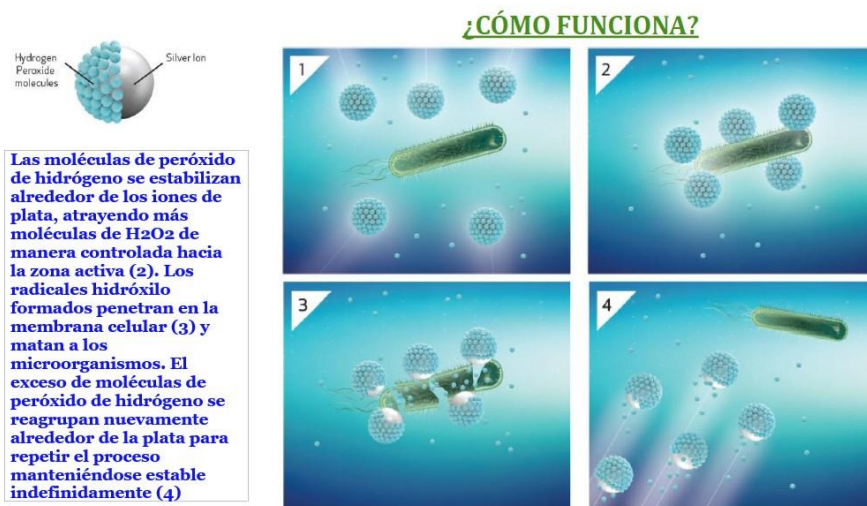 ¿CÓMO FUNCIONA?
Hydrogen
Peroxide
molecules
Silver Ion
Las moléculas de peróxido
de hidrógeno se estabilizan
alrededor de los iones de
plata, atrayendo más
moléculas de H2O2 de
manera controlada hacia
la zona activa (2). Los
radicales hidróxilo
formados penetran en la
membrana celular (3) y
matan a los
microorganismos. El
exceso de moléculas de
peróxido de hidrógeno se
reagrupan nuevamente
alrededor de la plata para
repetir el proceso
manteniéndose estable
indefinidamente (4)
1
2
3
4